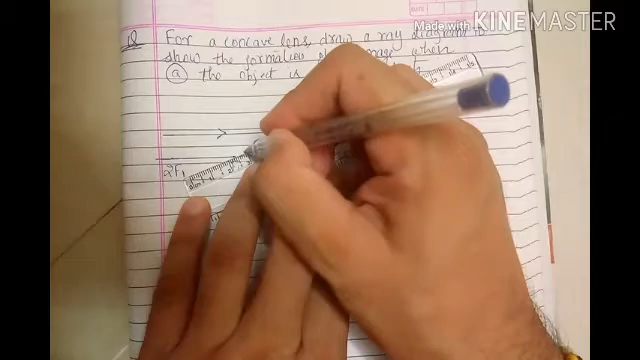 Made with KINEMASTER
DATE
Q For a concave lens, draw a ray diagram to
show the formation of image when
(a) the object is
2F1